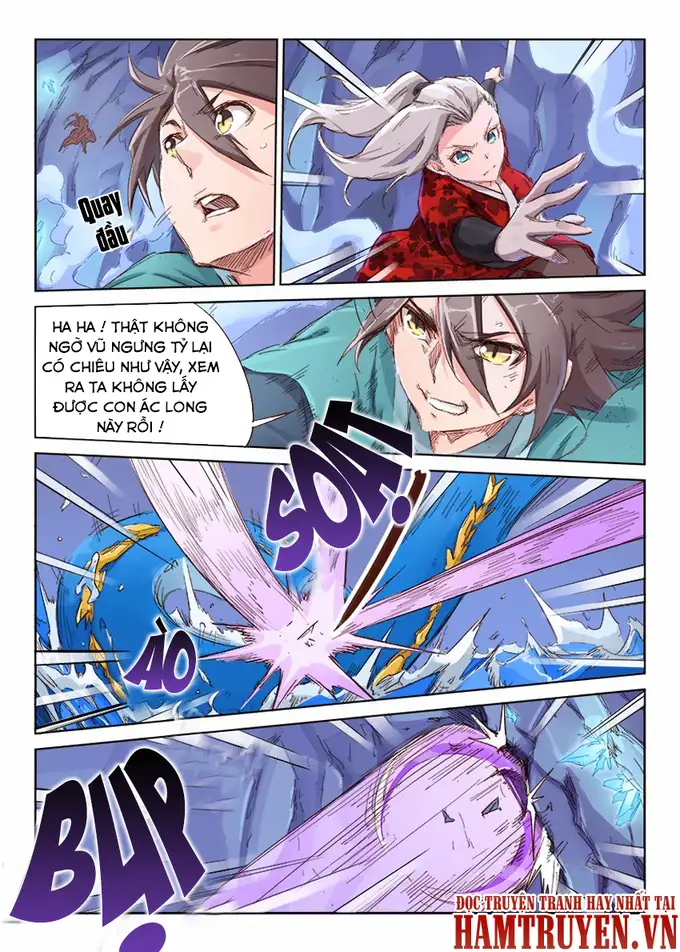 Quay
đầu
HA HA ! THẬT KHÔNG
NGỜ VŨ NGƯNG TỶ LẠI
CÓ CHIÊU NHƯ VẬY, XEM
RA TA KHÔNG LẤY
ĐƯỢC CON ÁC LONG
NÀY RỒI !
SOẠT
ÀO
BỤP
ĐỌC TRUYỆN TRANH HAY NHẤT TẠI
HAMTRUYEN.VN